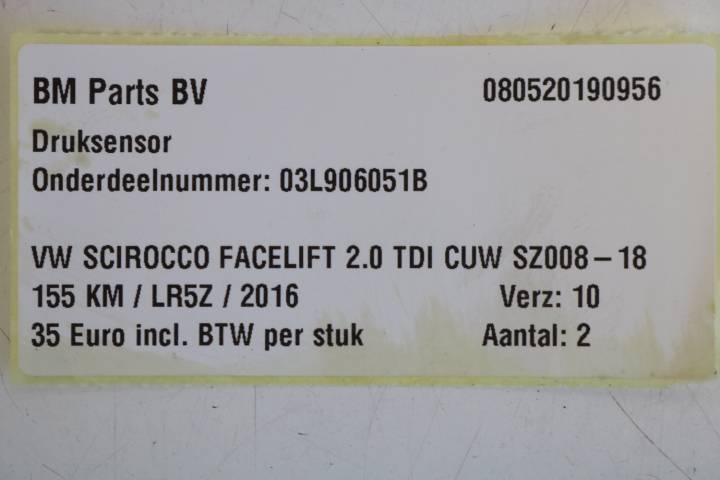 BM Parts BV 080520190956
Druksensor
Onderdeelnummer: 03L906051B
VW SCIROCCO FACELIFT 2.0 TDI CUW SZ008-18
155 KM / LR5Z / 2016 Verz: 10
35 Euro incl. BTW per stuk Aantal: 2